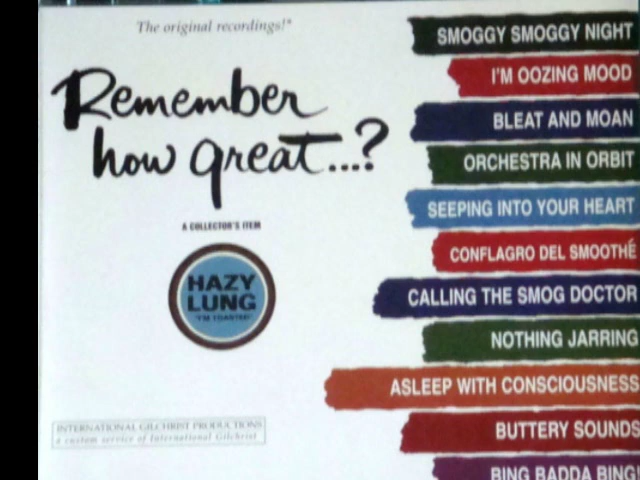 The original recordings!*
Remember
how great...?
A COLLECTOR'S ITEM
HAZY
LUNG
"I'M TOASTED"
INTERNATIONAL GILCHRIST PRODUCTIONS
a custom service of International Gilchrist
SMOGGY SMOGGY NIGHT
I'M OOZING MOOD
BLEAT AND MOAN
ORCHESTRA IN ORBIT
SEEPING INTO YOUR HEART
CONFLAGRO DEL SMOOTHÉ
CALLING THE SMOG DOCTOR
NOTHING JARRING
ASLEEP WITH CONSCIOUSNESS
BUTTERY SOUNDS
BING BADDA BING!